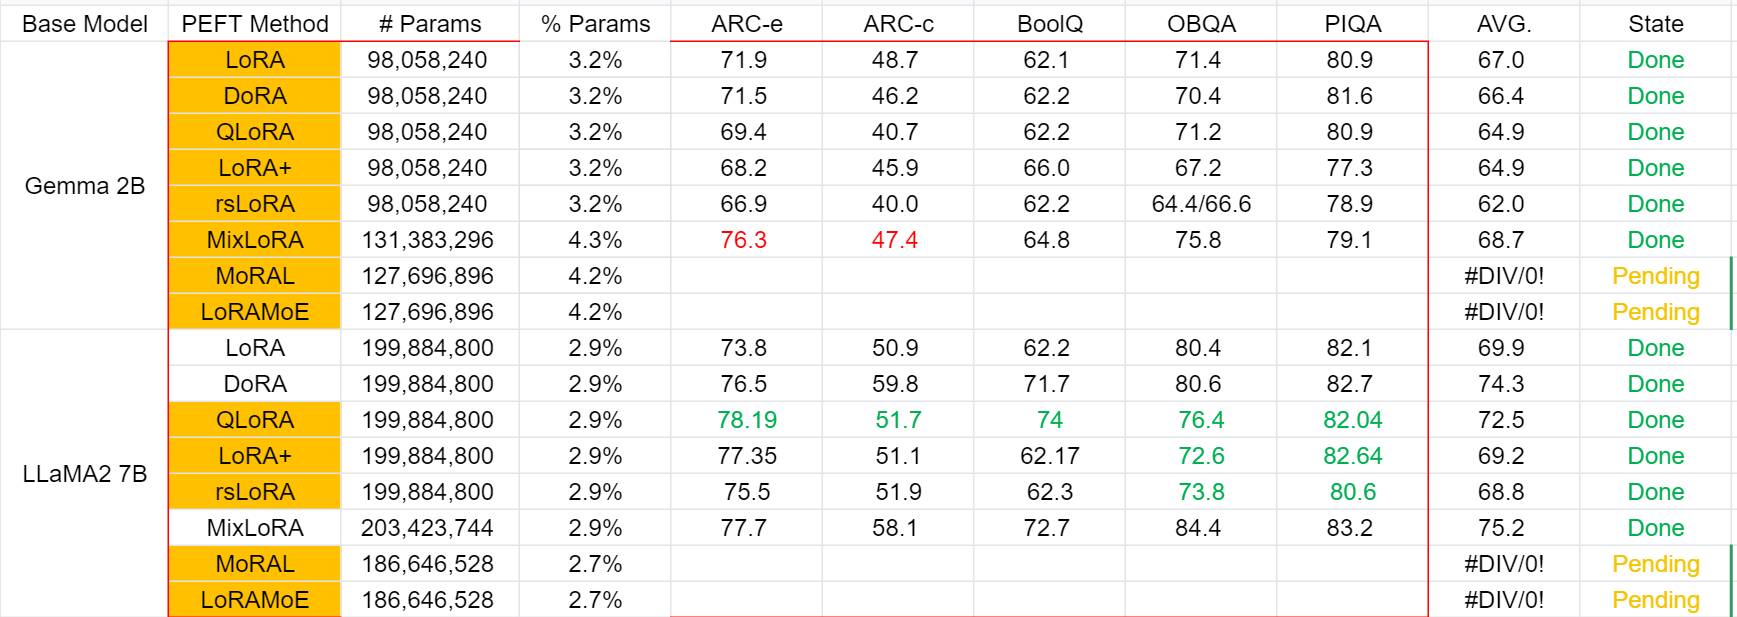 Base Model PEFT Method # Params % Params ARC-e ARC-c BoolQ OBQA PIQA AVG. State
Gemma 2B
LoRA 98,058,240 3.2% 71.9 48.7 62.1 71.4 80.9 67.0 Done
DoRA 98,058,240 3.2% 71.5 46.2 62.2 70.4 81.6 66.4 Done
QLoRA 98,058,240 3.2% 69.4 40.7 62.2 71.2 80.9 64.9 Done
LoRA+ 98,058,240 3.2% 68.2 45.9 66.0 67.2 77.3 64.9 Done
rsLoRA 98,058,240 3.2% 66.9 40.0 62.2 64.4/66.6 78.9 62.0 Done
MixLoRA 131,383,296 4.3% 76.3 47.4 64.8 75.8 79.1 68.7 Done
MoRAL 127,696,896 4.2% #DIV/0! Pending
LoRAMoE 127,696,896 4.2% #DIV/0! Pending
LLaMA2 7B
LoRA 199,884,800 2.9% 73.8 50.9 62.2 80.4 82.1 69.9 Done
DoRA 199,884,800 2.9% 76.5 59.8 71.7 80.6 82.7 74.3 Done
QLoRA 199,884,800 2.9% 78.19 51.7 74 76.4 82.04 72.5 Done
LoRA+ 199,884,800 2.9% 77.35 51.1 62.17 72.6 82.64 69.2 Done
rsLoRA 199,884,800 2.9% 75.5 51.9 62.3 73.8 80.6 68.8 Done
MixLoRA 203,423,744 2.9% 77.7 58.1 72.7 84.4 83.2 75.2 Done
MoRAL 186,646,528 2.7% #DIV/0! Pending
LoRAMoE 186,646,528 2.7% #DIV/0! Pending